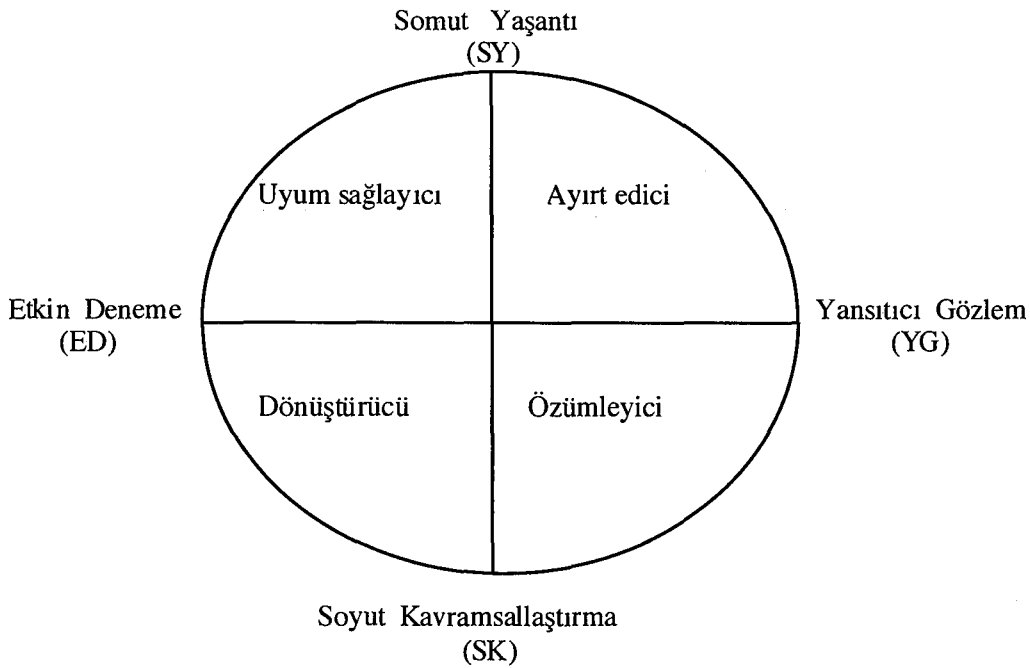 Somut Yaşantı
(SY)
Uyum sağlayıcı
Ayırt edici
Etkin Deneme
(ED)
Yansıtıcı Gözlem
(YG)
Dönüştürücü
Özümleyici
Soyut Kavramsallaştırma
(SK)